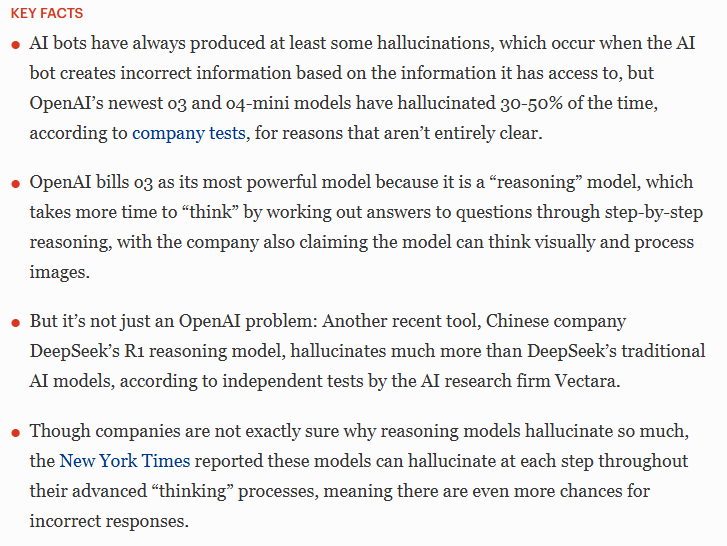 KEY FACTS
● AI bots have always produced at least some hallucinations, which occur when the AI
bot creates incorrect information based on the information it has access to, but
OpenAI’s newest o3 and o4-mini models have hallucinated 30-50% of the time,
according to company tests, for reasons that aren’t entirely clear.
● OpenAI bills o3 as its most powerful model because it is a “reasoning” model, which
takes more time to “think” by working out answers to questions through step-by-step
reasoning, with the company also claiming the model can think visually and process
images.
● But it’s not just an OpenAI problem: Another recent tool, Chinese company
DeepSeek’s R1 reasoning model, hallucinates much more than DeepSeek’s traditional
AI models, according to independent tests by the AI research firm Vectara.
● Though companies are not exactly sure why reasoning models hallucinate so much,
the New York Times reported these models can hallucinate at each step throughout
their advanced “thinking” processes, meaning there are even more chances for
incorrect responses.